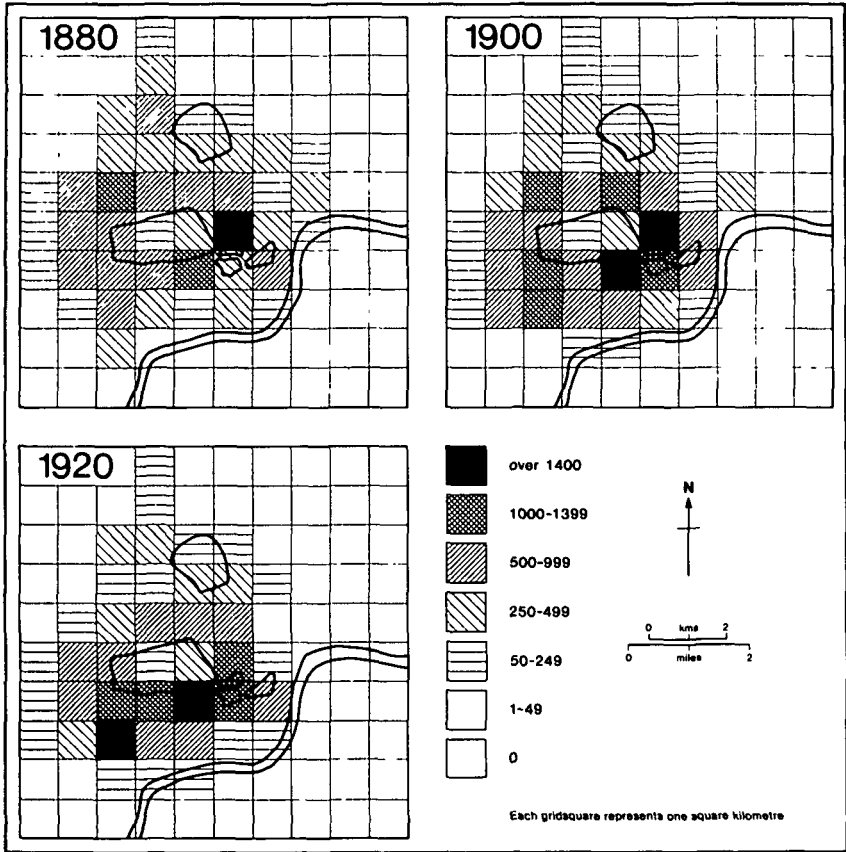 1880
1900
1920
over 1400
1000-1399
500-999
250-499
50-249
1-49
0
N
0 kms 2
0 miles 2
Each gridsquare represents one square kilometre